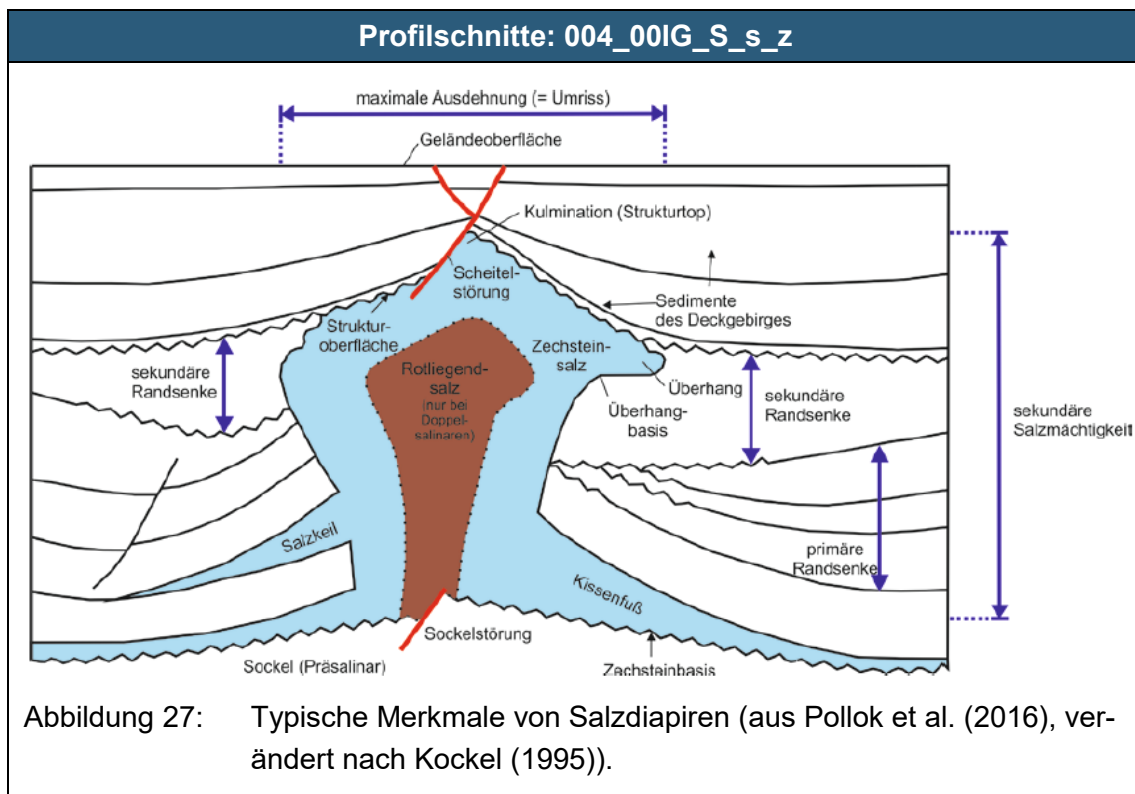 Profilschnitte: 004_00IG_S_s_z
maximale Ausdehnung (= Umriss)
Geländeoberfläche
Kulmination (Strukturtop)
Scheitel-
störung
Sedimente
des Deckgebirges
Struktur-
oberfläche
Zechstein-
salz
sekundäre
Randsenke
Rotliegend-
salz
(nur bei
Doppel-
salinaren)
Überhang
Überhang-
basis
sekundäre
Randsenke
sekundäre
Salzmächtigkeit
Salzkeil
primäre
Randsenke
Kissenfuß
Sockelstörung
Sockel (Präsalinar)
Zechsteinbasis
Abbildung 27: Typische Merkmale von Salzdiapiren (aus Pollok et al. (2016), ver-
ändert nach Kockel (1995)).